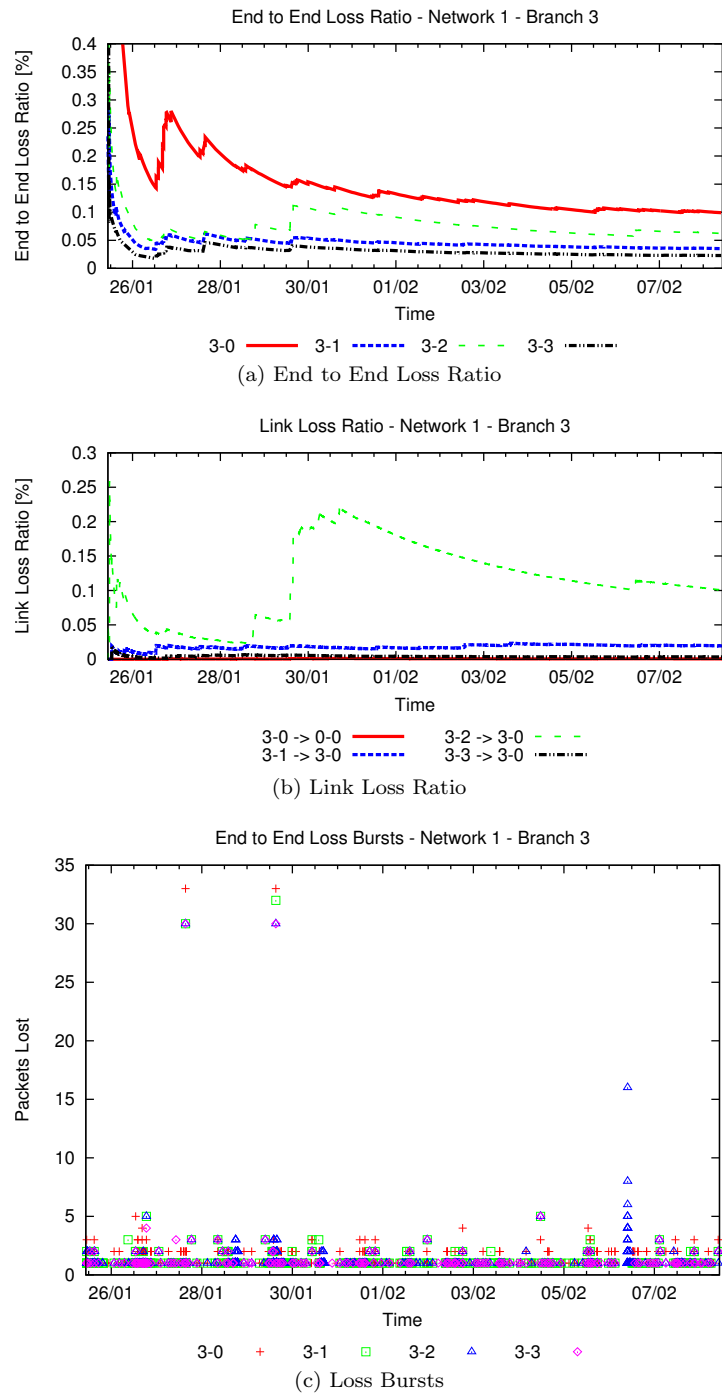 End to End Loss Ratio - Network 1 - Branch 3
End to End Loss Ratio [%]
0.4
0.35
0.3
0.25
0.2
0.15
0.1
0.05
0
26/01 28/01 30/01 01/02 03/02 05/02 07/02
Time
3-0 3-1 3-2 3-3
(a) End to End Loss Ratio
Link Loss Ratio - Network 1 - Branch 3
Link Loss Ratio [%]
0.3
0.25
0.2
0.15
0.1
0.05
0
26/01 28/01 30/01 01/02 03/02 05/02 07/02
Time
3-0 -> 0-0 3-2 -> 3-0
3-1 -> 3-0 3-3 -> 3-0
(b) Link Loss Ratio
End to End Loss Bursts - Network 1 - Branch 3
Packets Lost
35
30
25
20
15
10
5
0
26/01 28/01 30/01 01/02 03/02 05/02 07/02
Time
3-0 3-1 3-2 3-3
(c) Loss Bursts